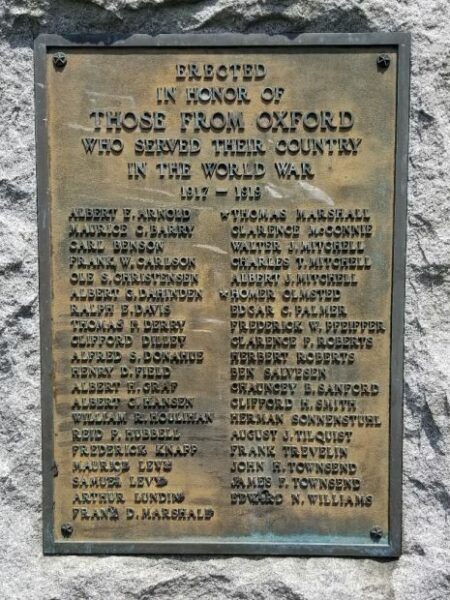 ERECTED
IN HONOR OF
THOSE FROM OXFORD
WHO SERVED THEIR COUNTRY
IN THE WORLD WAR
1917 – 1919
ALBERT E. ARNOLD
MAURICE C. BARRY
CARL BENSON
FRANK W. CARLSON
OLE S. CHRISTENSEN
ALBERT C. DAHINDEN
RALPH E. DAVIS
THOMAS H. DERBY
CLIFFORD DILLEY
ALFRED S. DONAHUE
HENRY D. FIELD
ALBERT H. GRAF
ALBERT C. HANSEN
WILLIAM R. HOULIHAN
REID F. HUBBELL
FREDERICK KNAPP
MAURICE LEVY
SAMUEL LEVY
ARTHUR LUNDIN
FRANK D. MARSHALL
★THOMAS MARSHALL
CLARENCE McCONNIE
WALTER J. MITCHELL
CHARLES T. MITCHELL
ALBERT J. MITCHELL
★HOMER OLMSTED
EDGAR C. PALMER
FREDERICK W. PFEIFFER
CLARENCE F. ROBERTS
HERBERT ROBERTS
BEN SALVESEN
CHAUNCEY B. SANFORD
CLIFFORD H. SMITH
HERMAN SONNENSTUHL
AUGUST J. TILQUIST
FRANK TREVELIN
JOHN H. TOWNSEND
JAMES F. TOWNSEND
EDWARD N. WILLIAMS